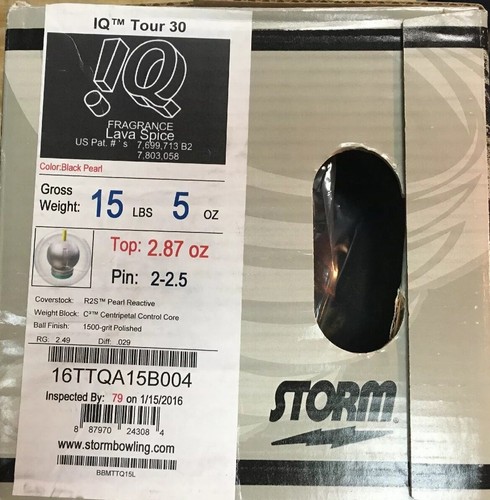 IQ™ Tour 30
!Q
FRAGRANCE
Lava Spice
US Pat. #`s 7,699,713 B2
7,803,058
Color:Black Pearl
Gross Weight: 15 LBS 5 OZ
Top: 2.87 oz
Pin: 2-2.5
Coverstock: R2S™ Pearl Reactive
Weight Block: C³™ Centripetal Control Core
Ball Finish: 1500-grit Polished
RG: 2.49 Diff: .029
16TTQA15B004
Inspected By: 79 on 1/15/2016
8 87970 24308 4
www.stormbowling.com
BBMTTQ15L
STORM